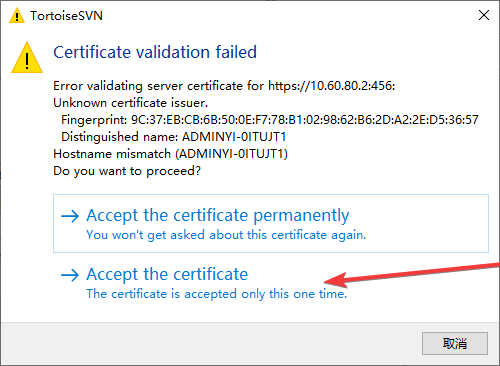 TortoiseSVN
Certificate validation failed
Error validating server certificate for https://10.60.80.2:456:
Unknown certificate issuer.
Fingerprint: 9C:37:EB:CB:6B:50:0E:F7:78:B1:02:98:62:B6:2D:A2:2E:D5:36:57
Distinguished name: ADMINYI-0ITUJT1
Hostname mismatch (ADMINYI-0ITUJT1)
Do you want to proceed?
Accept the certificate permanently
You won't get asked about this certificate again.
Accept the certificate
The certificate is accepted only this one time.
取消